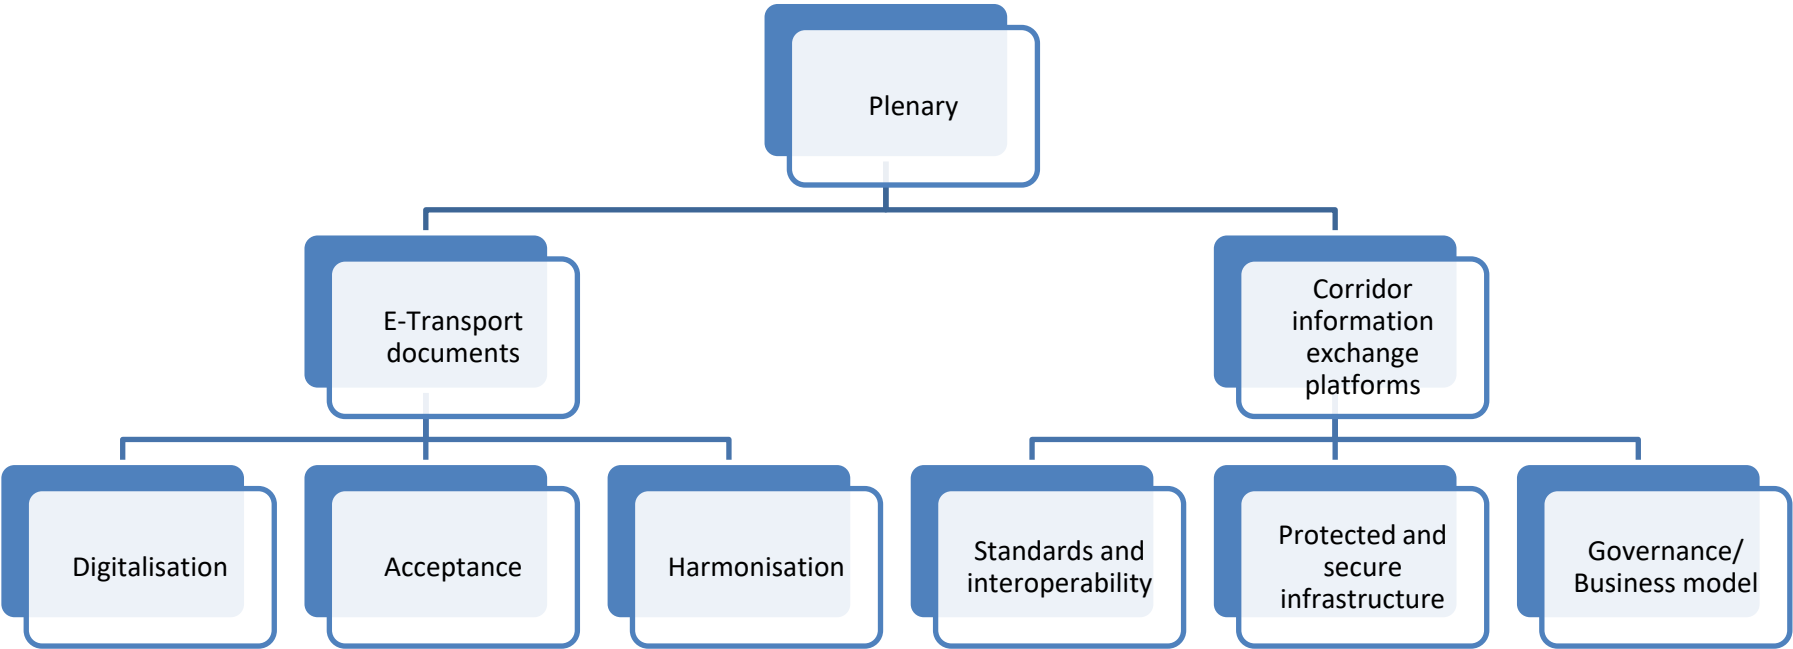 Plenary
E-Transport
documents
Corridor
information
exchange
platforms
Digitalisation
Acceptance
Harmonisation
Standards and
interoperability
Protected and
secure
infrastructure
Governance/
Business model